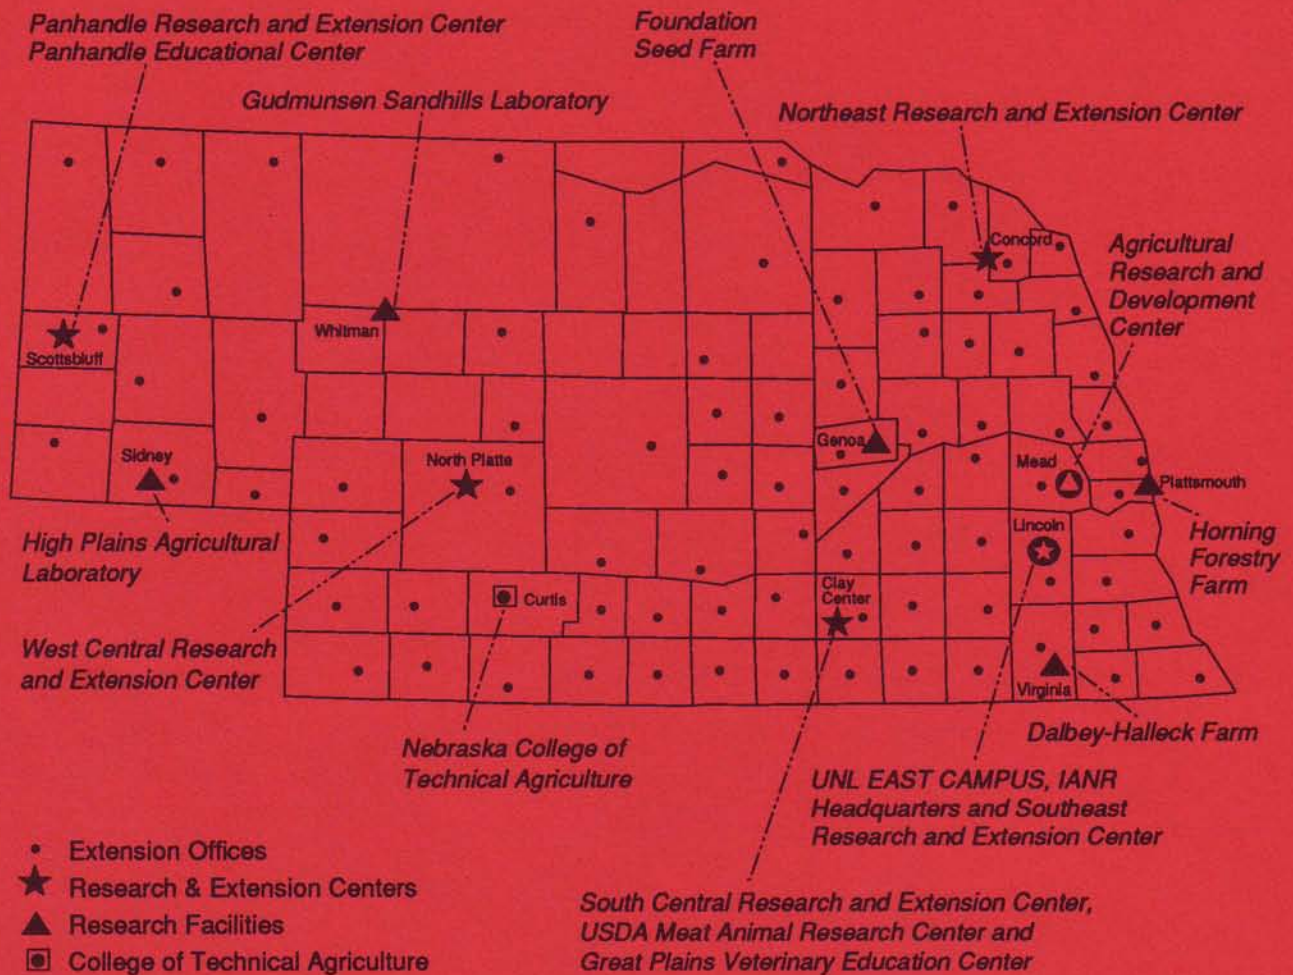 Panhandle Research and Extension Center
Panhandle Educational Center
Foundation
Seed Farm
Gudmunsen Sandhills Laboratory
Northeast Research and Extension Center
Concord
Agricultural
Research and
Development
Center
Whitman
Scottsbluff
Genoa
Sidney
North Platte
Mead
Plattsmouth
High Plains Agricultural
Laboratory
Lincoln
Horning
Forestry
Farm
Clay
Center
Curtis
West Central Research
and Extension Center
Virginia
Dalbey-Halleck Farm
Nebraska College of
Technical Agriculture
UNL EAST CAMPUS, IANR
Headquarters and Southeast
Research and Extension Center
Extension Offices
Research & Extension Centers
Research Facilities
College of Technical Agriculture
South Central Research and Extension Center,
USDA Meat Animal Research Center and
Great Plains Veterinary Education Center